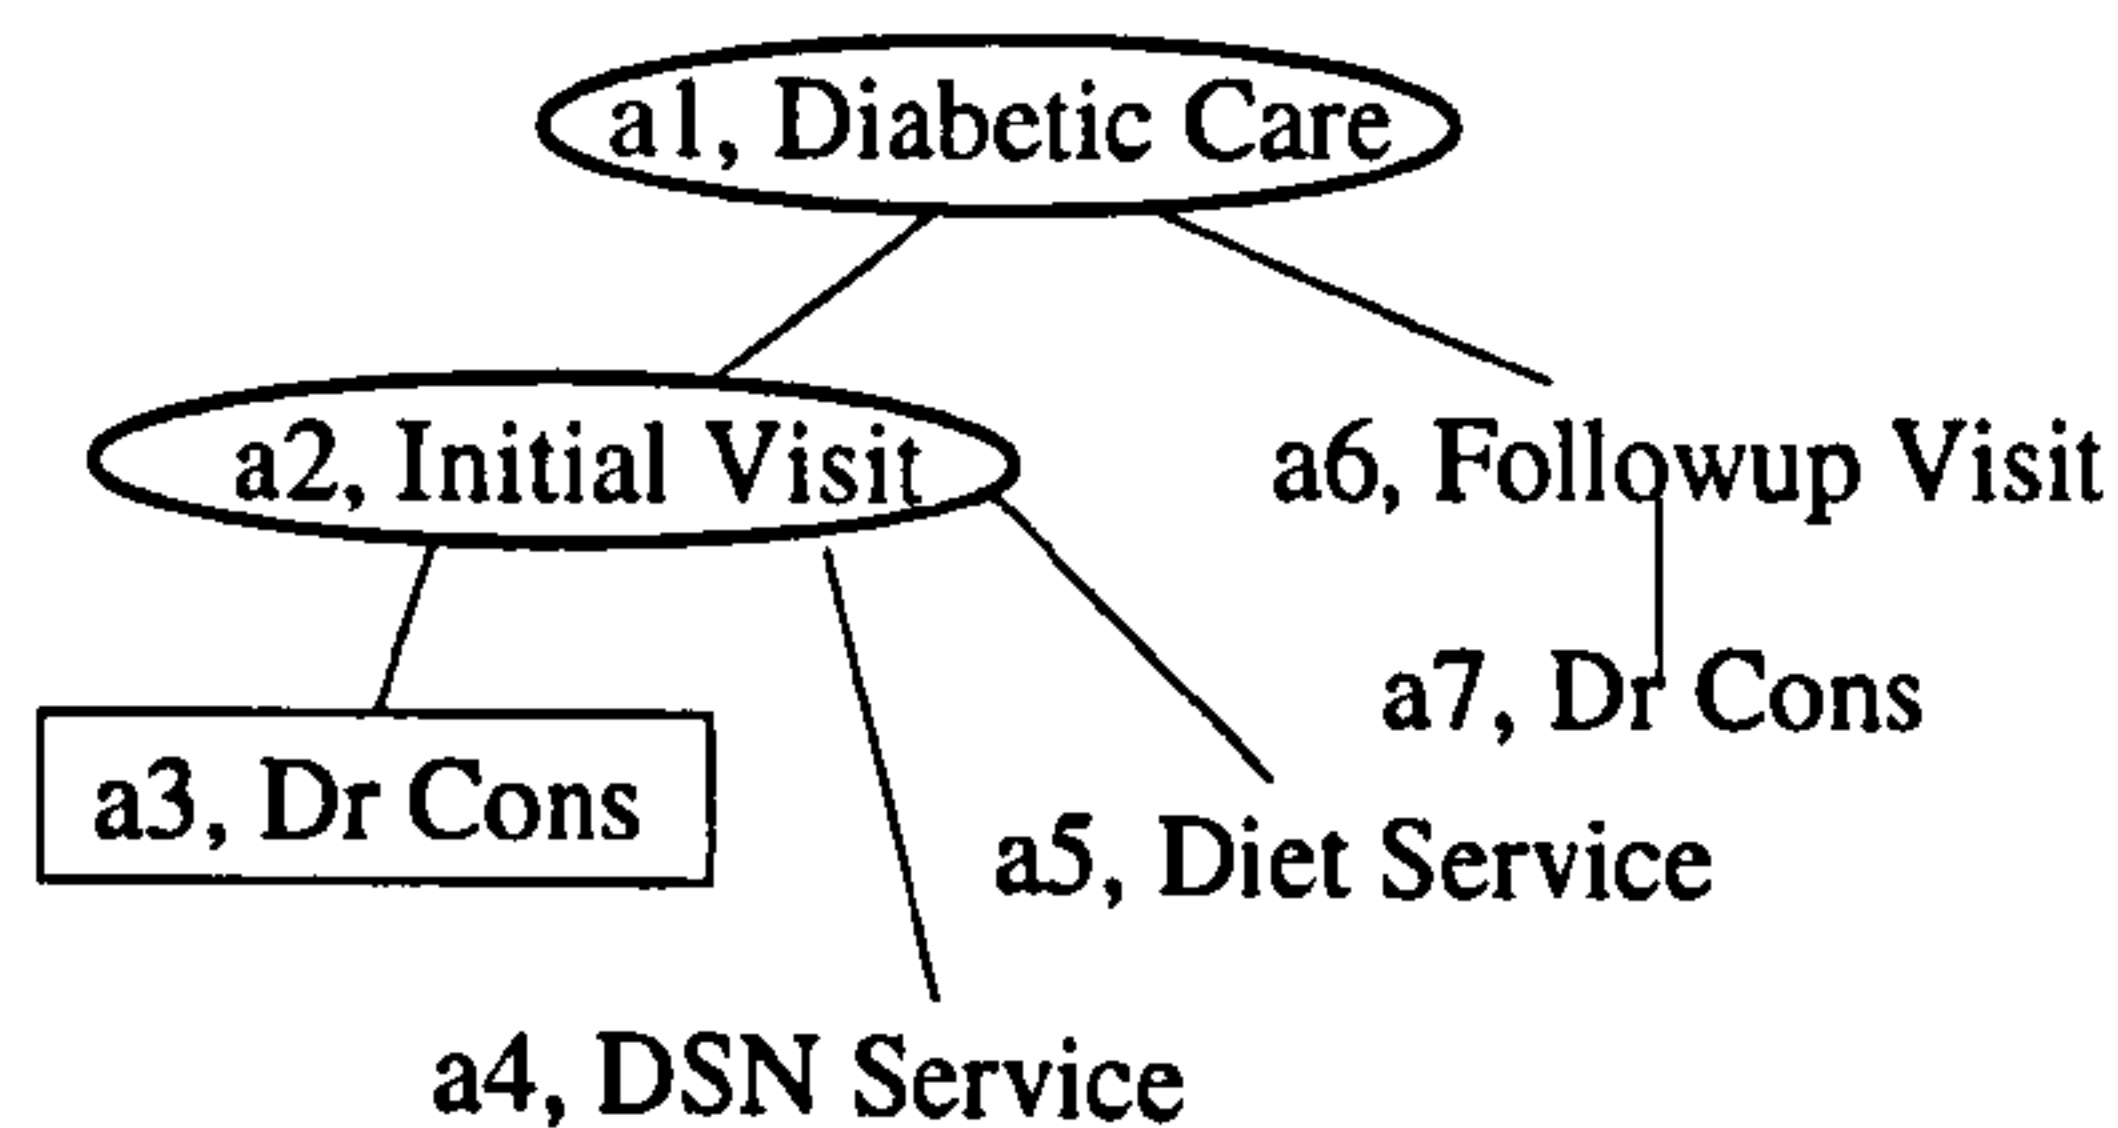 a1, Diabetic Care
a2, Initial Visit
a6, Followup Visit
a7, Dr Cons
a3, Dr Cons
a5, Diet Service
a4, DSN Service